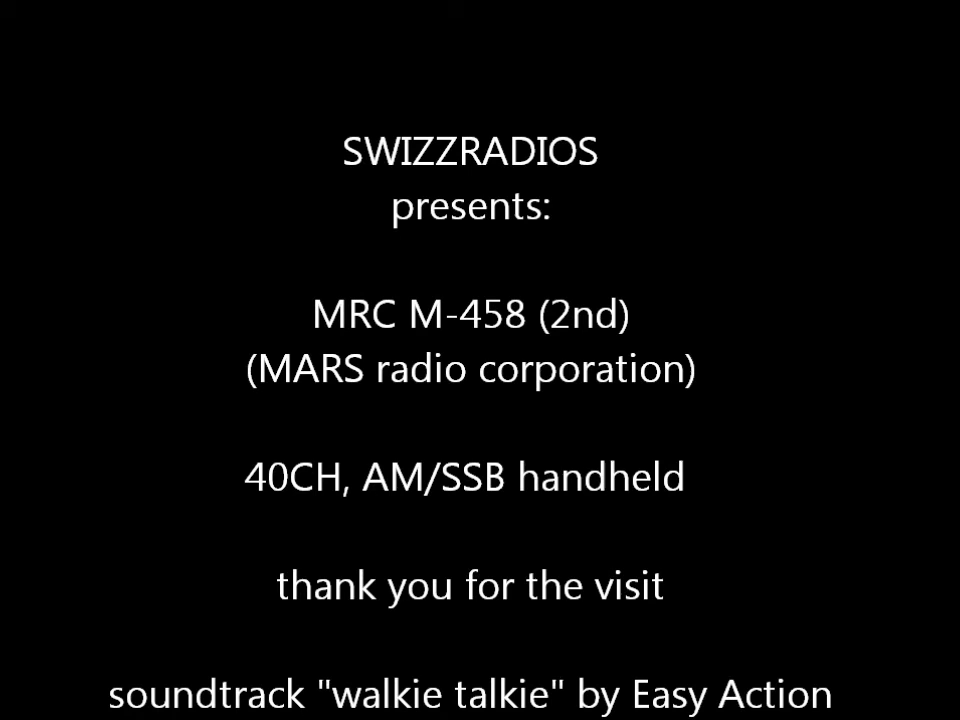 SWIZZRADIOS
presents:
MRC M-458 (2nd)
(MARS radio corporation)
40CH, AM/SSB handheld
thank you for the visit
soundtrack "walkie talkie" by Easy Action